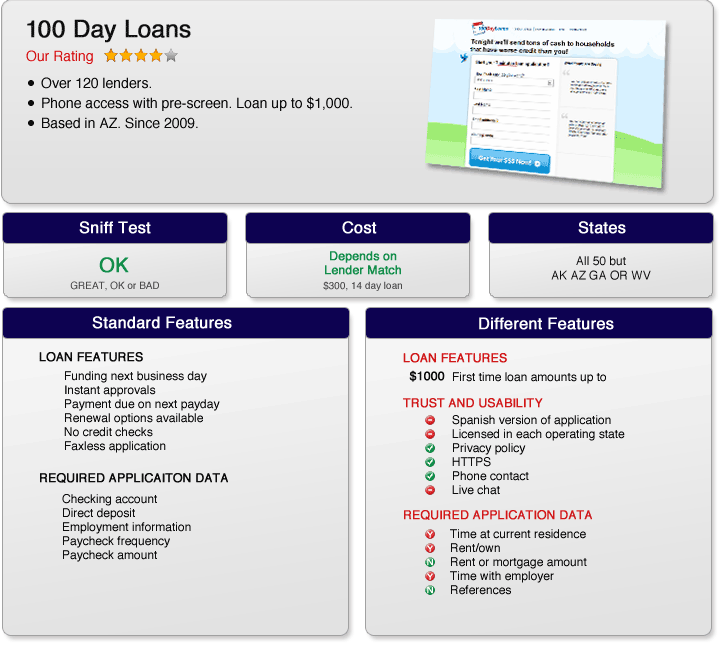 100 Day Loans
Our Rating
• Over 120 lenders.
• Phone access with pre-screen. Loan up to $1,000.
• Based in AZ. Since 2009.
Tonight we'll send tons of cash to households
that have worse credit than you!
Get Your $$$ Now!
Sniff Test
OK
GREAT, OK or BAD
Cost
Depends on
Lender Match
$300, 14 day loan
States
All 50 but
AK AZ GA OR WV
Standard Features
LOAN FEATURES
Funding next business day
Instant approvals
Payment due on next payday
Renewal options available
No credit checks
Faxless application
REQUIRED APPLICAITON DATA
Checking account
Direct deposit
Employment information
Paycheck frequency
Paycheck amount
Different Features
LOAN FEATURES
$1000 First time loan amounts up to
TRUST AND USABILITY
Spanish version of application
Licensed in each operating state
Privacy policy
HTTPS
Phone contact
Live chat
REQUIRED APPLICATION DATA
Y Time at current residence
Y Rent/own
N Rent or mortgage amount
Y Time with employer
N References